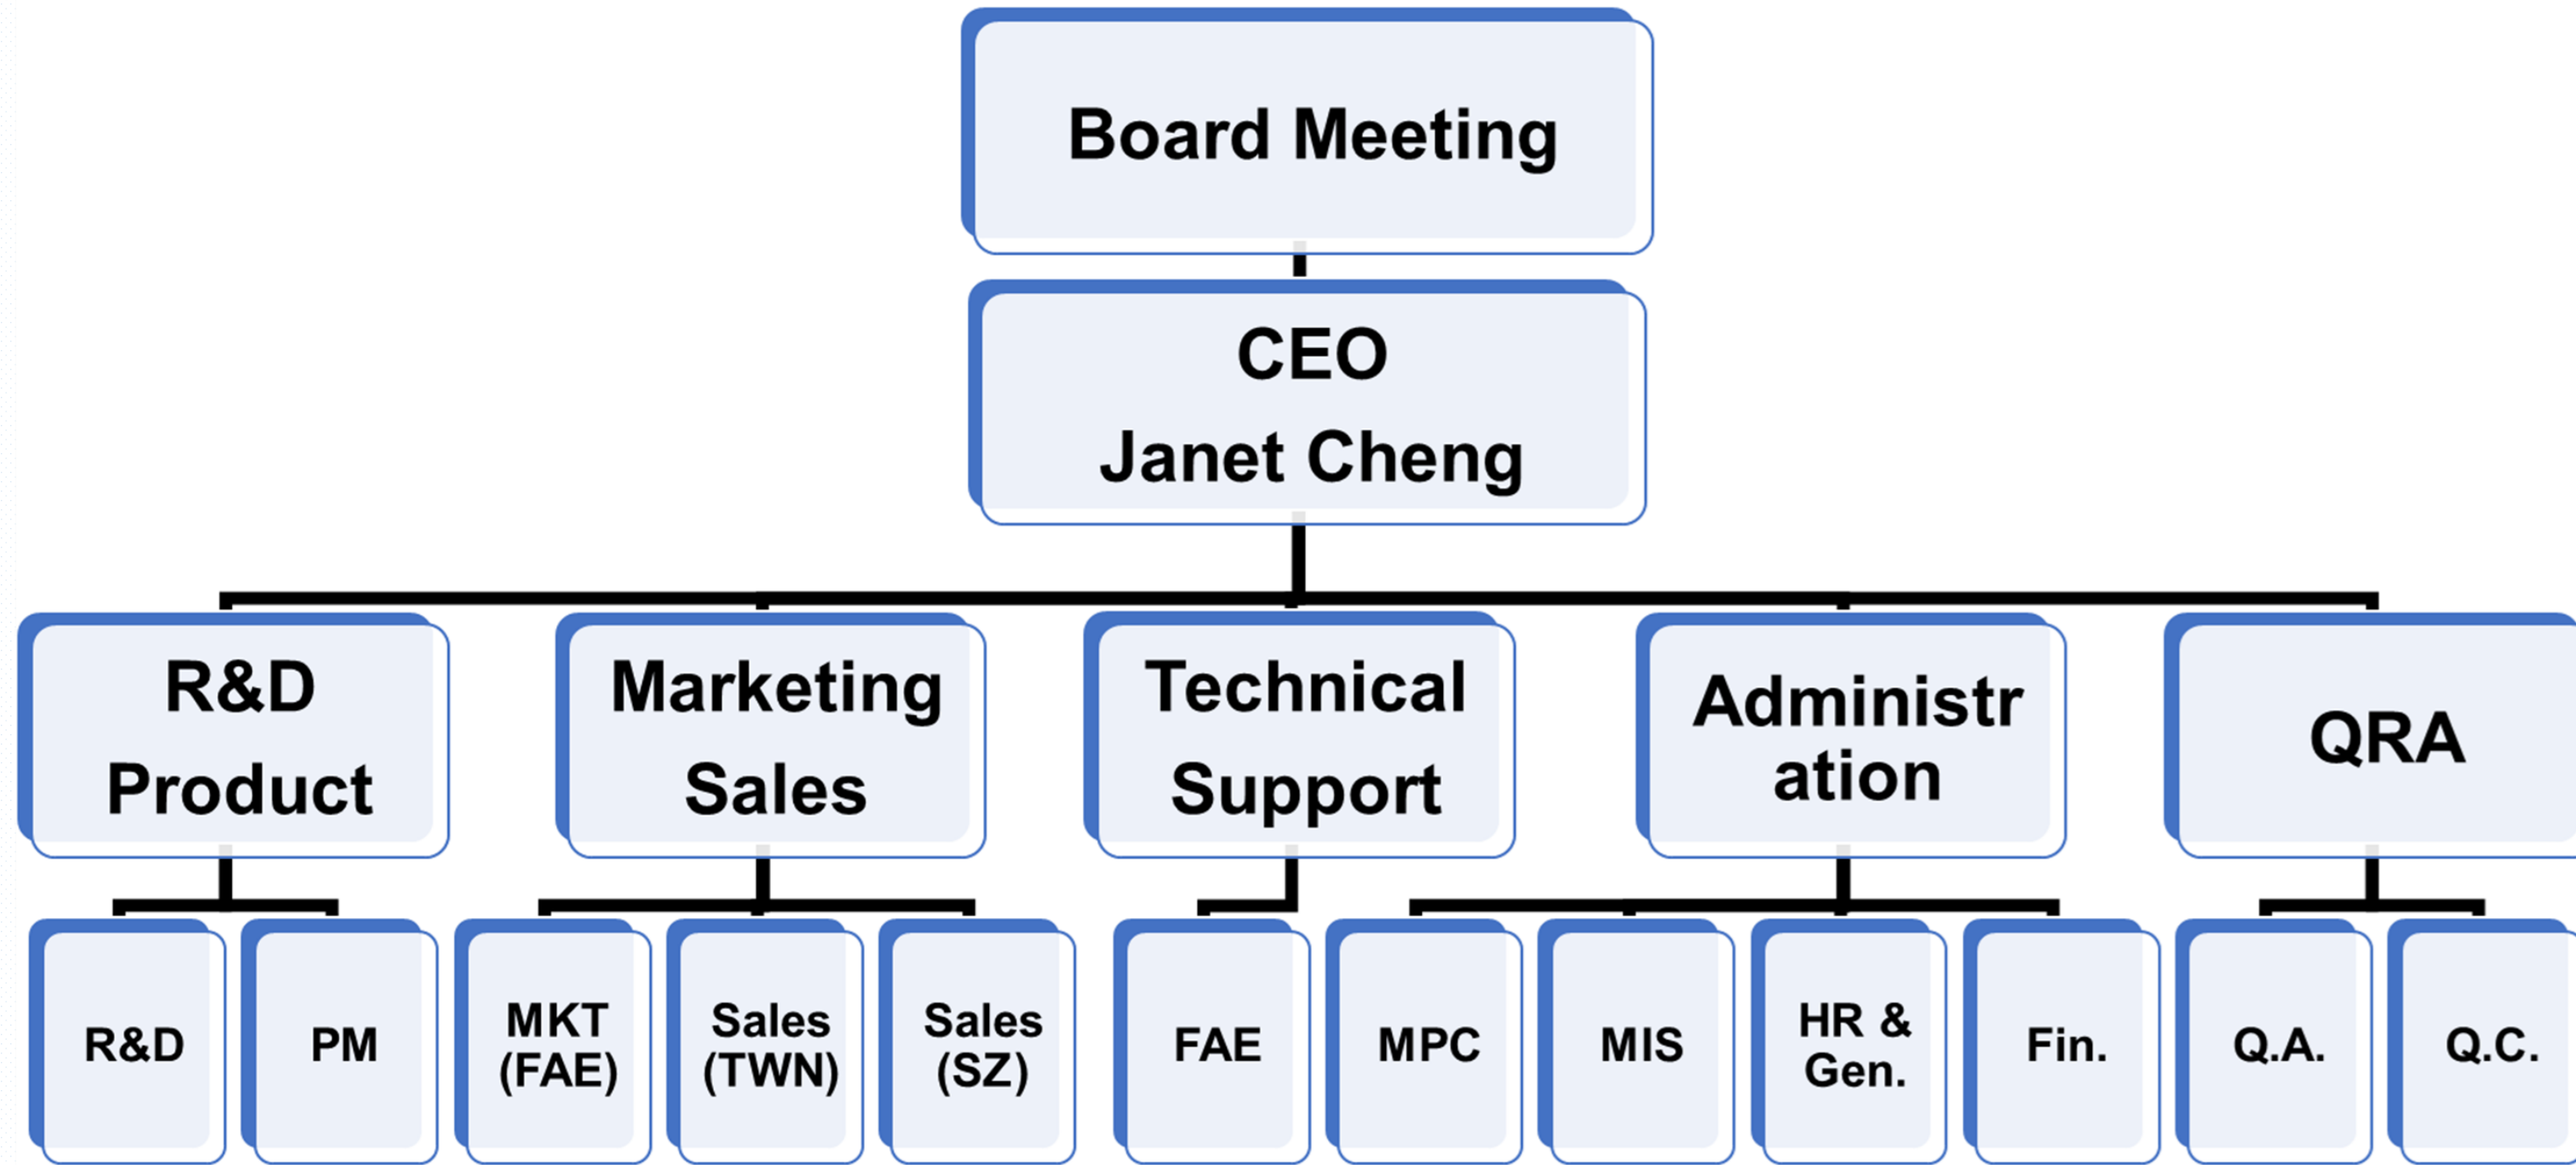 Board Meeting
CEO
Janet Cheng
R&D
Product
Marketing
Sales
Technical
Support
Administr
ation
QRA
R&D
PM
MKT
(FAE)
Sales
(TWN)
Sales
(SZ)
FAE
MPC
MIS
HR &
Gen.
Fin.
Q.A.
Q.C.